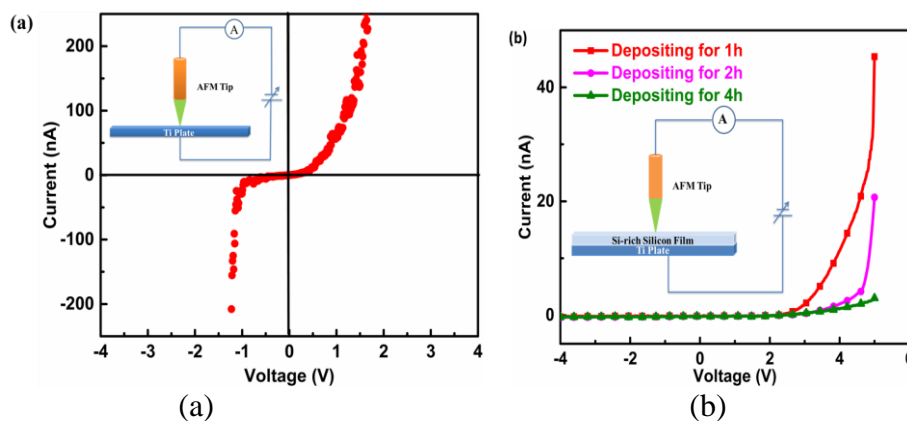 (a)
200
100
0
-100
-200
Current (nA)
A
AFM Tip
Ti Plate
-4 -3 -2 -1 0 1 2 3 4
Voltage (V)
(a)
(b)
Depositing for 1h
Depositing for 2h
Depositing for 4h
40
20
0
Current (nA)
A
AFM Tip
Si-rich Silicon Film
Ti Plate
-4 -2 0 2 4 6
Voltage (V)
(b)